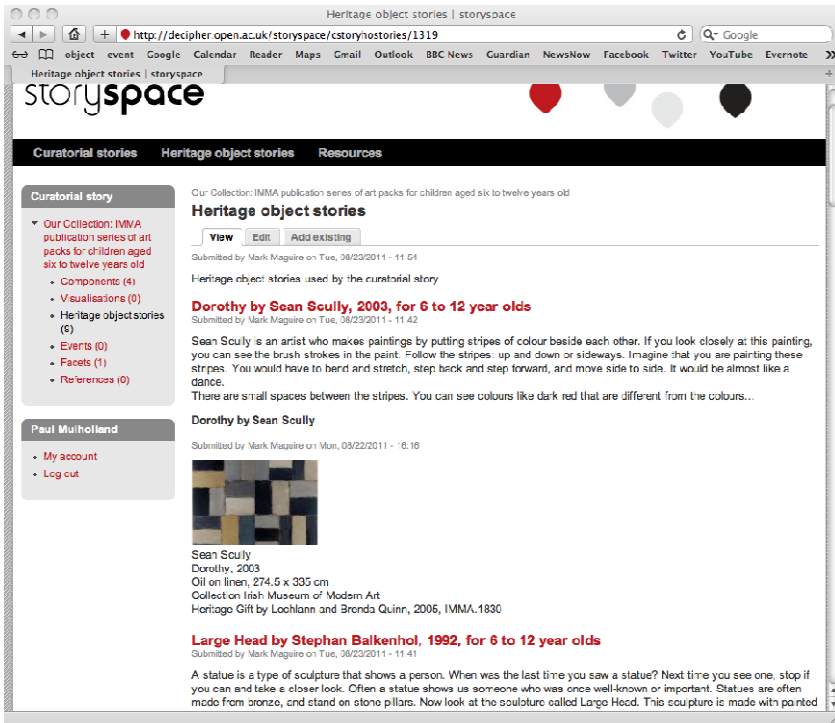 Heritage object stories | storyspace
http://decipher.open.ac.uk/storyspace/cstoryhostories/1319
Google
object event Google Calendar Reader Maps Gmail Outlook BBC News Guardian NewsNow Facebook Twitter YouTube Evernote
Heritage object stories | storyspace
storyspace
Curatorial stories Heritage object stories Resources
Curatorial story
Our Collection: IMMA
publication series of art
packs for children aged
six to twelve years old
Components (4)
Visualisations (0)
Heritage object stories
(9)
Events (0)
Facets (1)
References (0)
Paul Mulholland
My account
Log out
Our Collection: IMMA publication series of art packs for children aged six to twelve years old
Heritage object stories
View Edit Add existing
Submitted by Mark Maguire on Tue, 08/23/2011 - 11:54
Heritage object stories used by the curatorial story
Dorothy by Sean Scully, 2003, for 6 to 12 year olds
Submitted by Mark Maguire on Tue, 08/23/2011 - 11:42
Sean Scully is an artist who makes paintings by putting stripes of colour beside each other. If you look closely at this painting,
you can see the brush strokes in the paint. Follow the stripes: up and down or sideways. Imagine that you are painting these
stripes. You would have to bend and stretch, step back and step forward, and move side to side. It would be almost like a
dance.
There are small spaces between the stripes. You can see colours like dark red that are different from the colours...
Dorothy by Sean Scully
Submitted by Mark Maguire on Mon, 08/22/2011 - 16:16
Sean Scully
Dorothy, 2003
Oil on linen, 274.5 x 335 cm
Collection Irish Museum of Modern Art
Heritage Gift by Lochlann and Brenda Quinn, 2005, IMMA.1830
Large Head by Stephan Balkenhol, 1992, for 6 to 12 year olds
Submitted by Mark Maguire on Tue, 08/23/2011 - 11:41
A statue is a type of sculpture that shows a person. When was the last time you saw a statue? Next time you see one, stop if
you can and take a closer look. Often a statue shows us someone who was once well-known or important. Statues are often
made from bronze, and stand on stone pillars. Now look at the sculpture called Large Head. This sculpture is made with painted